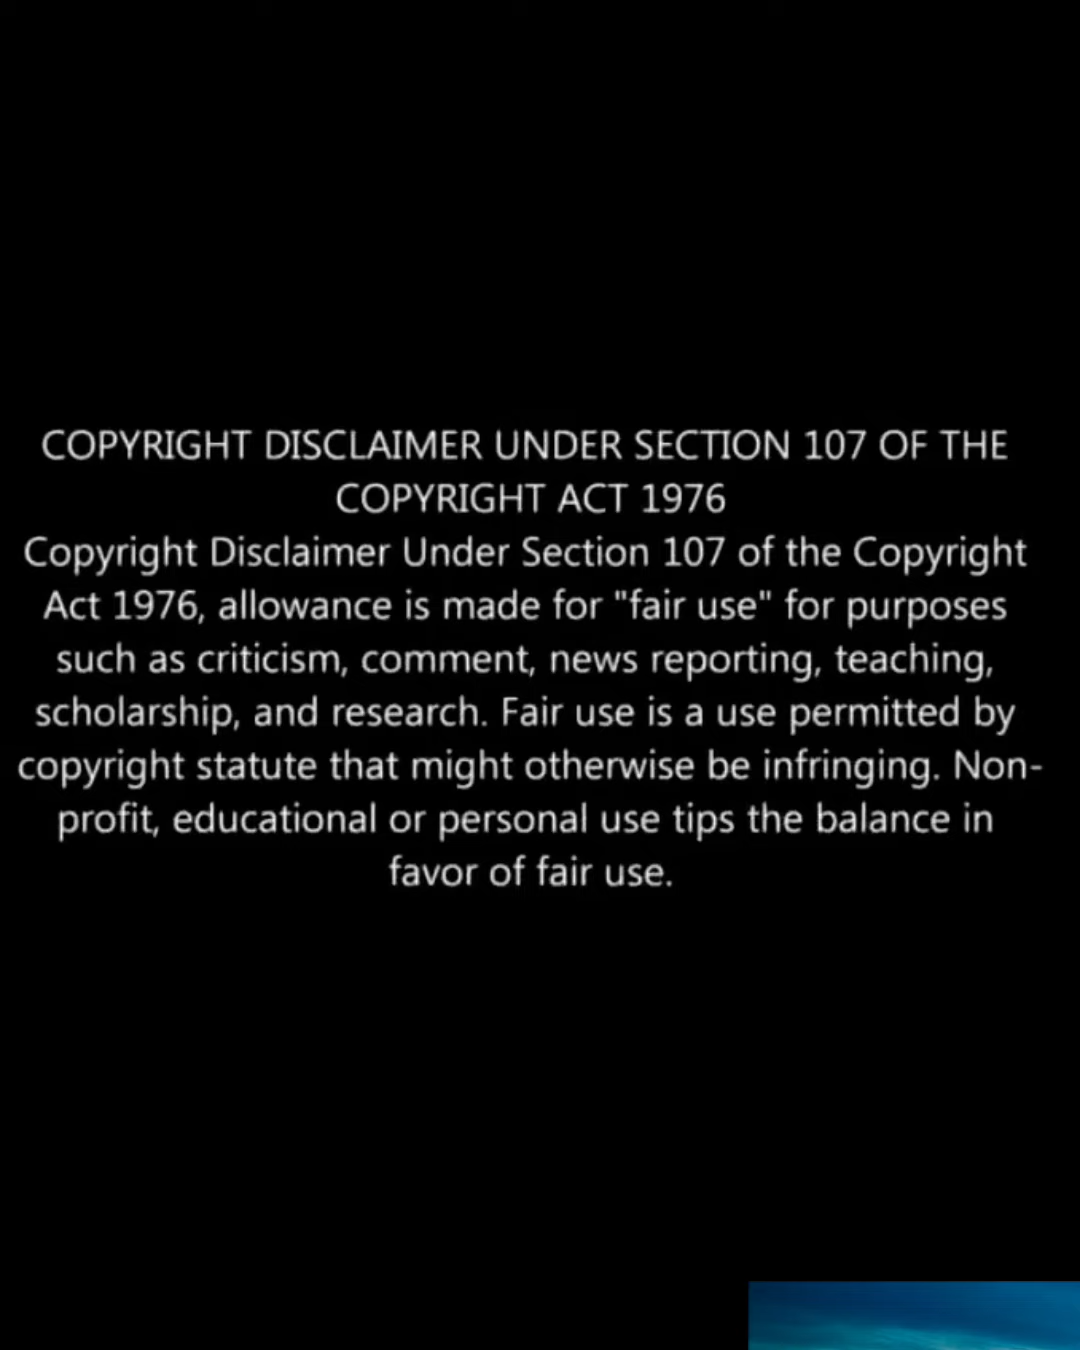 COPYRIGHT DISCLAIMER UNDER SECTION 107 OF THE
COPYRIGHT ACT 1976
Copyright Disclaimer Under Section 107 of the Copyright
Act 1976, allowance is made for "fair use" for purposes
such as criticism, comment, news reporting, teaching,
scholarship, and research. Fair use is a use permitted by
copyright statute that might otherwise be infringing. Non-
profit, educational or personal use tips the balance in
favor of fair use.